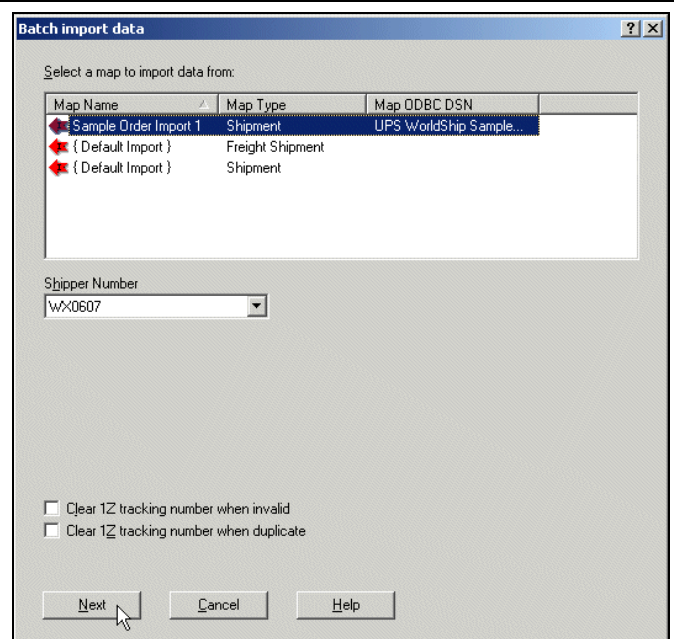 Batch import data
Select a map to import data from:
Map Name Map Type Map ODBC DSN
Sample Order Import 1 Shipment UPS WorldShip Sample...
{ Default Import } Freight Shipment
{ Default Import } Shipment
Shipper Number
WX0607
Clear 1Z tracking number when invalid
Clear 1Z tracking number when duplicate
Next Cancel Help